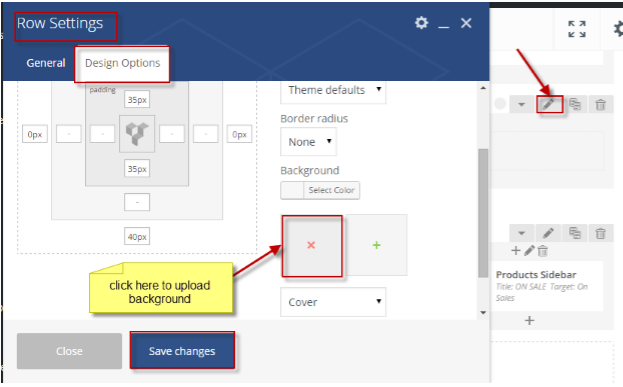 Row Settings
General
Design Options
padding
35px
0px
-
-
-
-
0px
35px
-
40px
Theme defaults
Border radius
None
Background
Select Color
Cover
click here to upload
background
Close
Save changes
Products Sidebar
Title: ON SALE Target: On
Sales